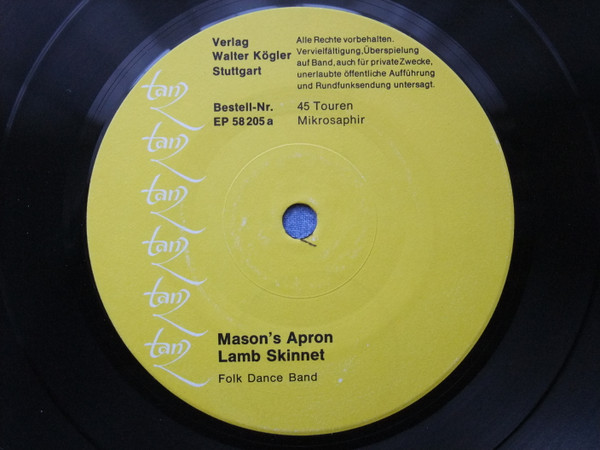 Verlag
Walter Kögler
Stuttgart
Alle Rechte vorbehalten.
Vervielfältigung, Überspielung
auf Band, auch für private Zwecke,
unerlaubte öffentliche Aufführung
und Rundfunksendung untersagt.
Bestell-Nr.
EP 58 205 a
45 Touren
Mikrosaphir
tanz
tanz
tanz
tanz
tanz
tanz
Mason's Apron
Lamb Skinnet
Folk Dance Band